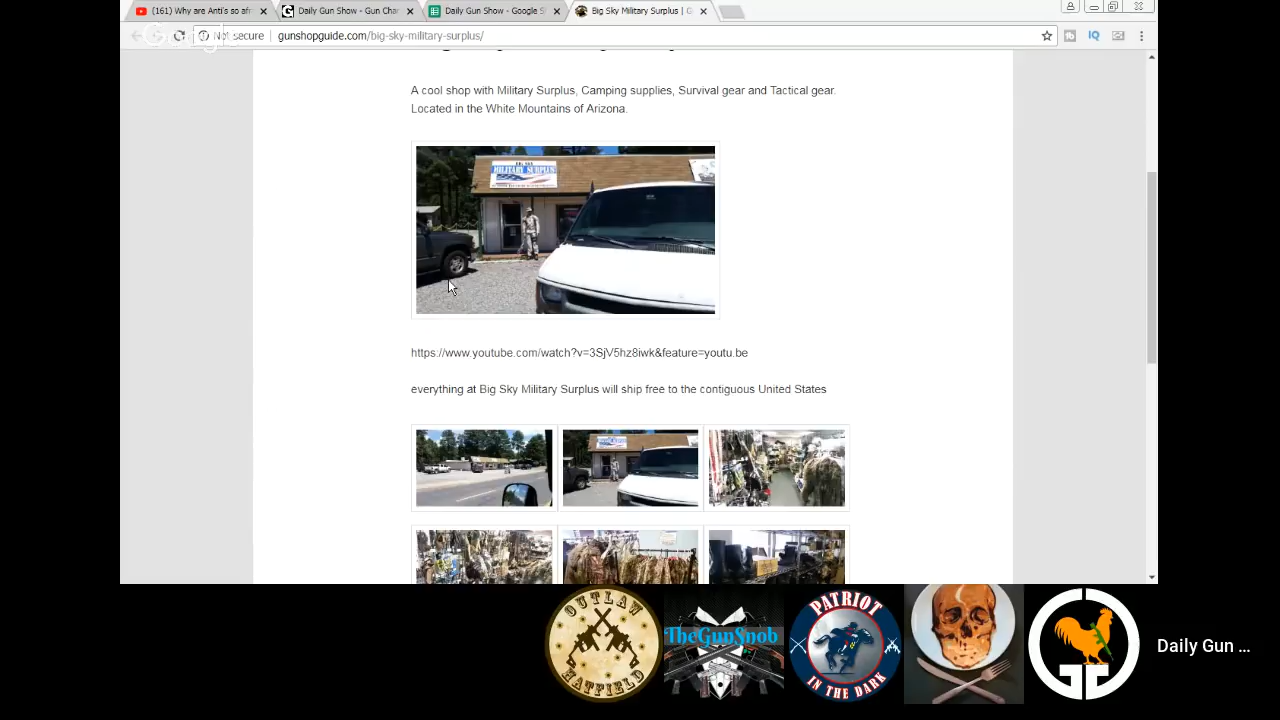 (161) Why are Anti's so afr
Daily Gun Show - Gun Chan
Daily Gun Show - Google S
Big Sky Military Surplus | G
Not secure
gunshopguide.com/big-sky-military-surplus/
IQ
A cool shop with Military Surplus, Camping supplies, Survival gear and Tactical gear.
Located in the White Mountains of Arizona.
BIG SKY
MILITARY SURPLUS
https://www.youtube.com/watch?v=3SjV5hz8iwk&feature=youtu.be
everything at Big Sky Military Surplus will ship free to the contiguous United States
OUTLAW
HATFIELD
TheGunSnob
PATRIOT
IN THE DARK
Daily Gun ...